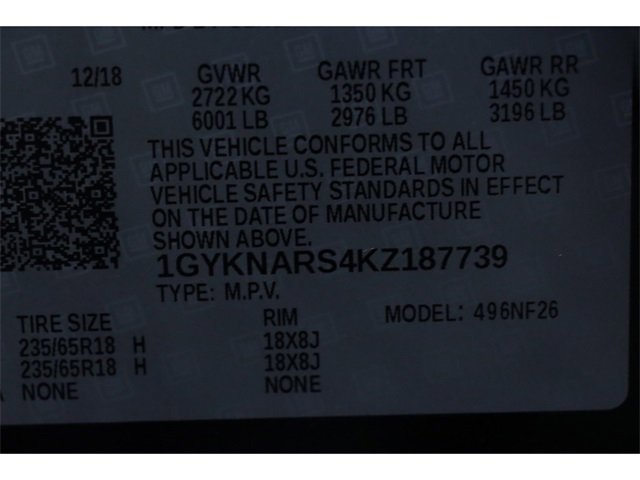 12/18 GVWR GAWR FRT GAWR RR
2722 KG 1350 KG 1450 KG
6001 LB 2976 LB 3196 LB
THIS VEHICLE CONFORMS TO ALL
APPLICABLE U.S. FEDERAL MOTOR
VEHICLE SAFETY STANDARDS IN EFFECT
ON THE DATE OF MANUFACTURE
SHOWN ABOVE.
1GYKNARS4KZ187739
TYPE: M.P.V. MODEL: 496NF26
TIRE SIZE RIM
235/65R18 H 18X8J
235/65R18 H 18X8J
NONE NONE